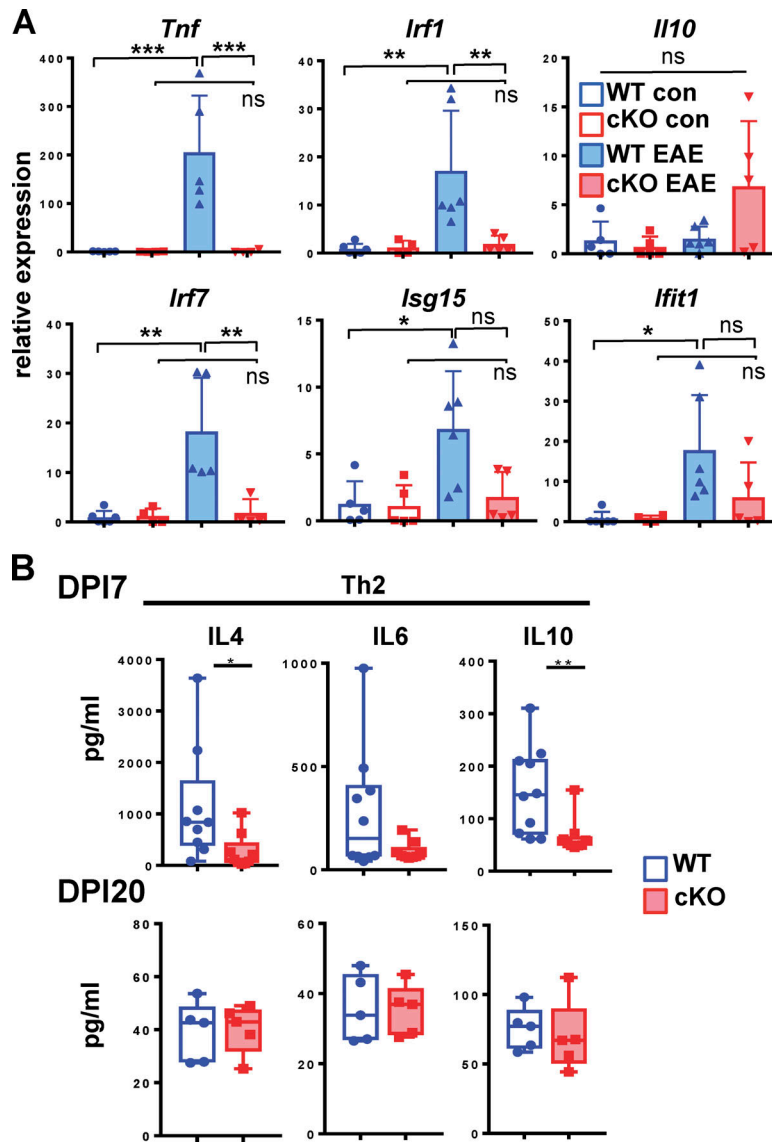 A
Tnf Irf1 Il10
relative expression
*** *** ns
400 300 200 100 0
** ** ns
40 30 20 10 0
ns
20 15 10 5 0
WT con
cKO con
WT EAE
cKO EAE
Irf7 Isg15 Ifit1
** ** ns
40 30 20 10 0
* ns ns
15 10 5 0
* ns ns
50 40 30 20 10 0
B
DPI7
Th2
IL4 IL6 IL10
pg/ml
* 4000 3000 2000 1000 0
1000 500 0
** 400 300 200 100 0
WT
cKO
DPI20
pg/ml
80 60 40 20 0
60 40 20 0
150 100 50 0